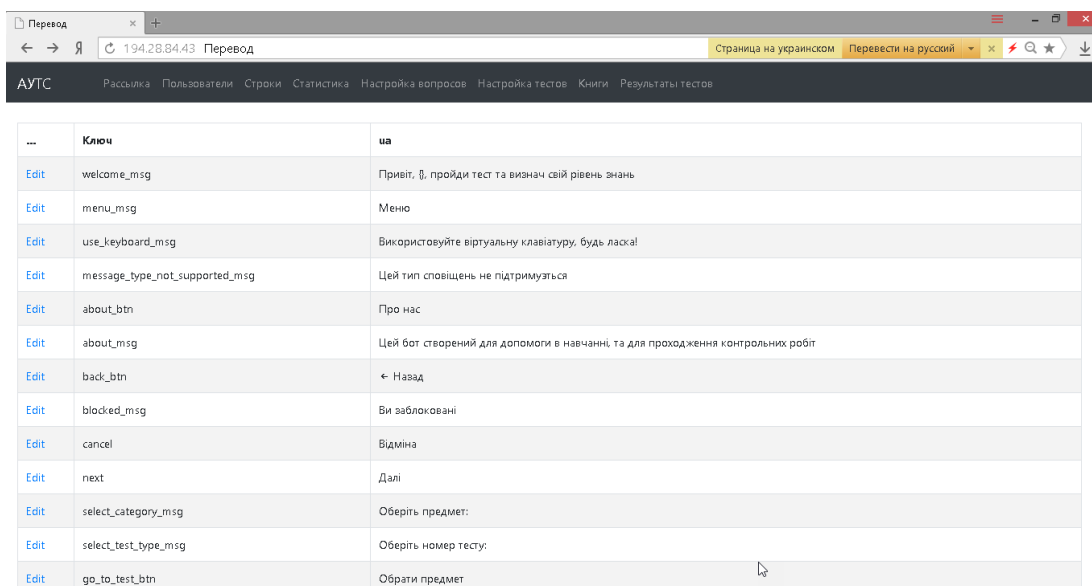 Перевод
Я 194.28.84.43 Перевод Страница на украинском Перевести на русский
АУТС Рассылка Пользователи Строки Статистика Настройка вопросов Настройка тестов Книги Результаты тестов
... Ключ ua
Edit welcome_msg Привіт, {}, пройди тест та визнач свій рівень знань
Edit menu_msg Меню
Edit use_keyboard_msg Використовуйте віртуальну клавіатуру, будь ласка!
Edit message_type_not_supported_msg Цей тип сповіщень не підтримузться
Edit about_btn Про нас
Edit about_msg Цей бот створений для допомоги в навчанні, та для проходження контрольних робіт
Edit back_btn ← Назад
Edit blocked_msg Ви заблоковані
Edit cancel Відміна
Edit next Далі
Edit select_category_msg Оберіть предмет:
Edit select_test_type_msg Оберіть номер тесту:
Edit go_to_test_btn Обрати предмет